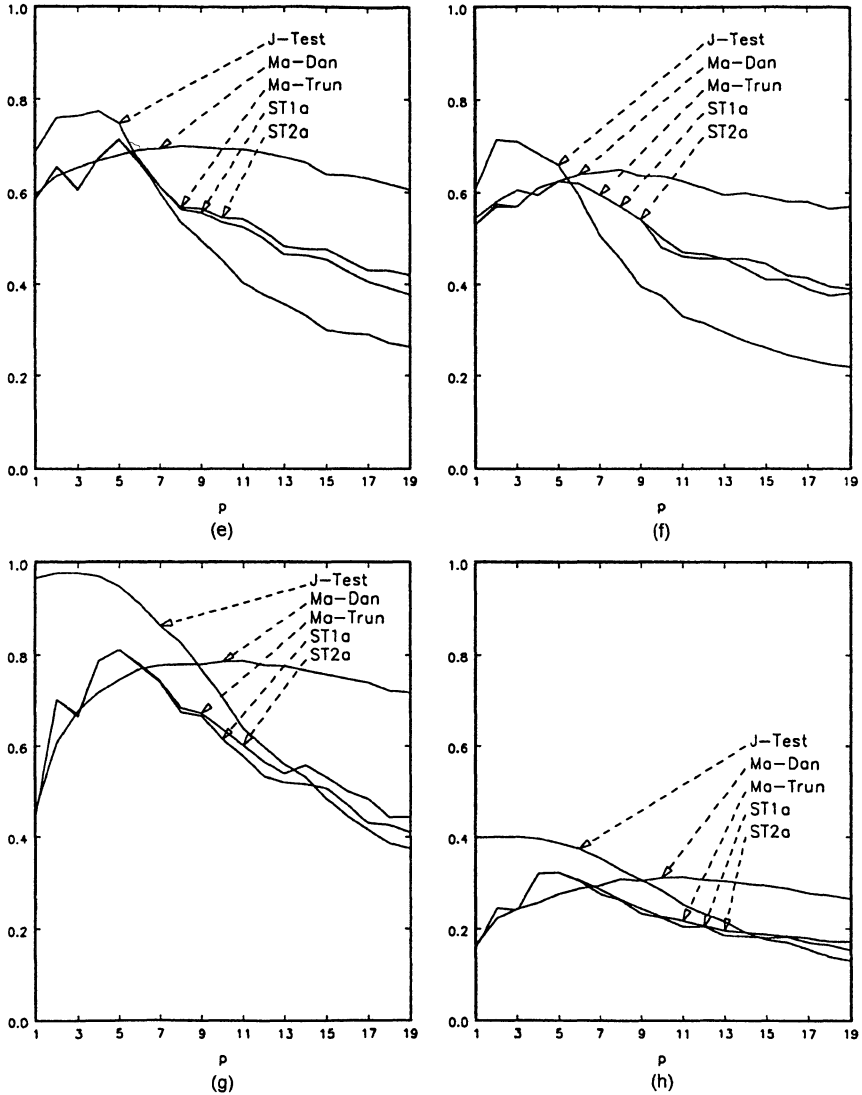 1.0
0.8
0.6
0.4
0.2
0.0
1 3 5 7 9 11 13 15 17 19
p
(e)
J-Test
Ma-Dan
Ma-Trun
ST1a
ST2a
1.0
0.8
0.6
0.4
0.2
0.0
1 3 5 7 9 11 13 15 17 19
p
(f)
J-Test
Ma-Dan
Ma-Trun
ST1a
ST2a
1.0
0.8
0.6
0.4
0.2
0.0
1 3 5 7 9 11 13 15 17 19
p
(g)
J-Test
Ma-Dan
Ma-Trun
ST1a
ST2a
1.0
0.8
0.6
0.4
0.2
0.0
1 3 5 7 9 11 13 15 17 19
p
(h)
J-Test
Ma-Dan
Ma-Trun
ST1a
ST2a